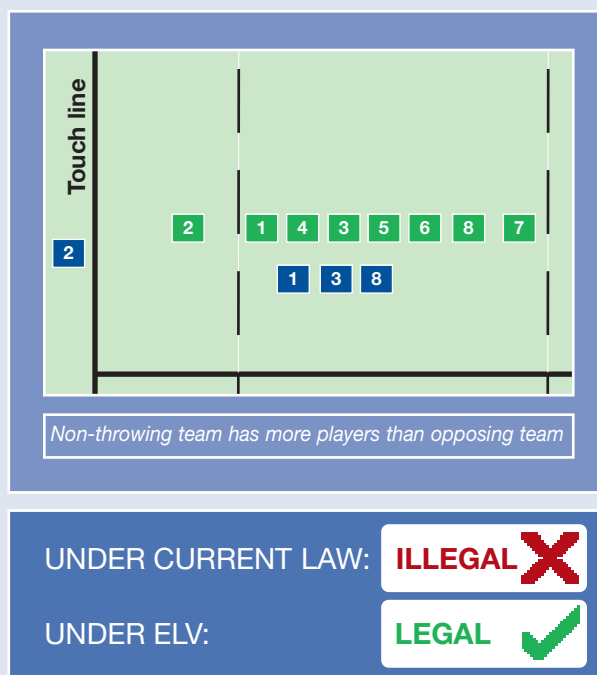 Touch line
2 1 4 3 5 6 8 7
2
1 3 8
Non-throwing team has more players than opposing team
UNDER CURRENT LAW: ILLEGAL
UNDER ELV: LEGAL